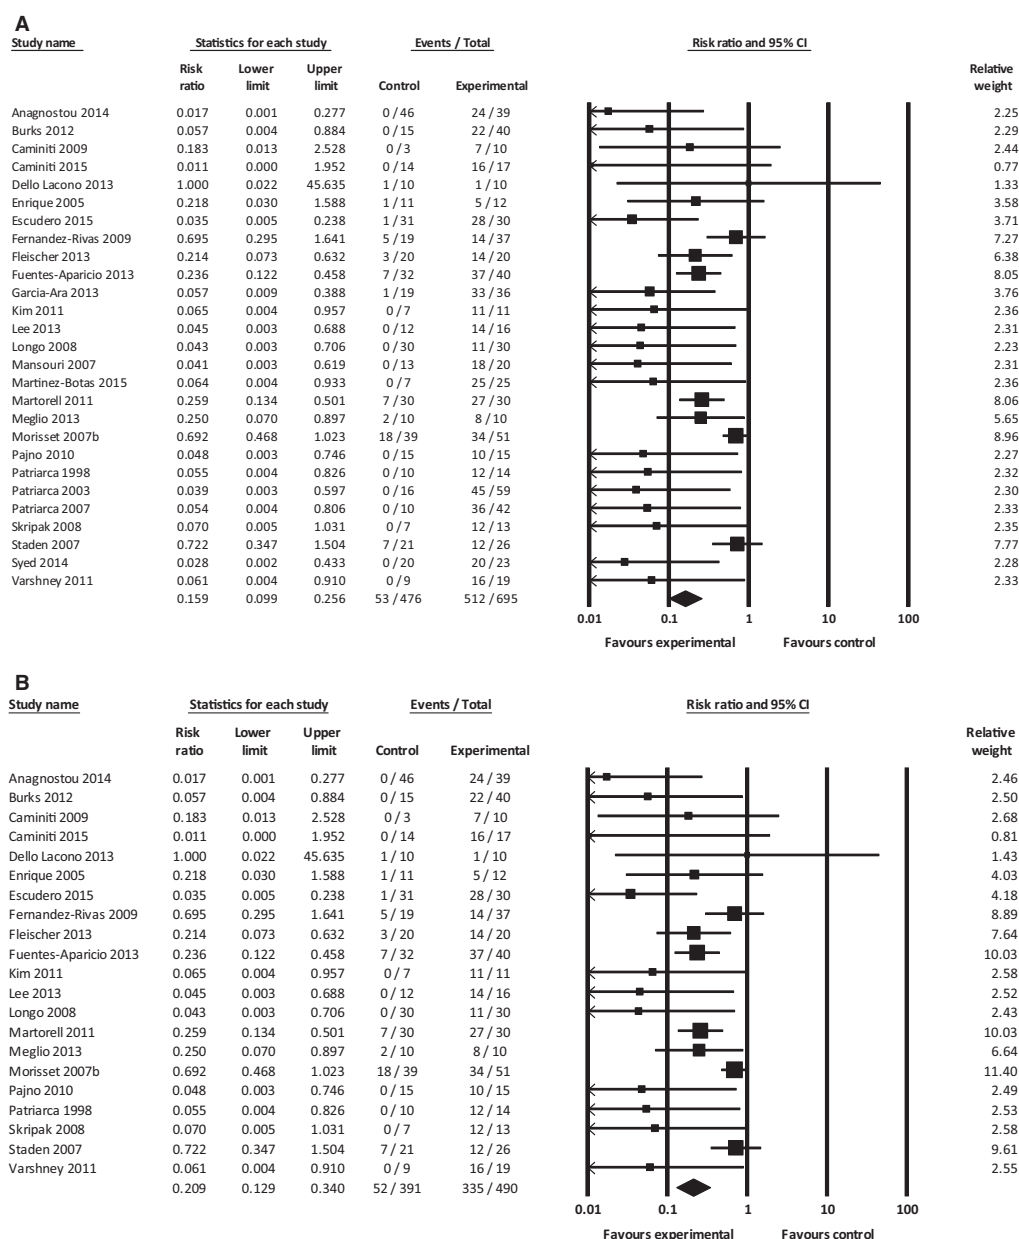 A
Study name Statistics for each study Events / Total Risk ratio and 95% CI
Risk ratio Lower limit Upper limit Control Experimental Relative weight
Anagnostou 2014 0.017 0.001 0.277 0 / 46 24 / 39 2.25
Burks 2012 0.057 0.004 0.884 0 / 15 22 / 40 2.29
Caminiti 2009 0.183 0.013 2.528 0 / 3 7 / 10 2.44
Caminiti 2015 0.011 0.000 1.952 0 / 14 16 / 17 0.77
Dello Lacono 2013 1.000 0.022 45.635 1 / 10 1 / 10 1.33
Enrique 2005 0.218 0.030 1.588 1 / 11 5 / 12 3.58
Escudero 2015 0.035 0.005 0.238 1 / 31 28 / 30 3.71
Fernandez-Rivas 2009 0.695 0.295 1.641 5 / 19 14 / 37 7.27
Fleischer 2013 0.214 0.073 0.632 3 / 20 14 / 20 6.38
Fuentes-Aparicio 2013 0.236 0.122 0.458 7 / 32 37 / 40 8.05
Garcia-Ara 2013 0.057 0.009 0.388 1 / 19 33 / 36 3.76
Kim 2011 0.065 0.004 0.957 0 / 7 11 / 11 2.36
Lee 2013 0.045 0.003 0.688 0 / 12 14 / 16 2.31
Longo 2008 0.043 0.003 0.706 0 / 30 11 / 30 2.23
Mansouri 2007 0.041 0.003 0.619 0 / 13 18 / 20 2.31
Martinez-Botas 2015 0.064 0.004 0.933 0 / 7 25 / 25 2.36
Martorell 2011 0.259 0.134 0.501 7 / 30 27 / 30 8.06
Meglio 2013 0.250 0.070 0.897 2 / 10 8 / 10 5.65
Morisset 2007b 0.692 0.468 1.023 18 / 39 34 / 51 8.96
Pajno 2010 0.048 0.003 0.746 0 / 15 10 / 15 2.27
Patriarca 1998 0.055 0.004 0.826 0 / 10 12 / 14 2.32
Patriarca 2003 0.039 0.003 0.597 0 / 16 45 / 59 2.30
Patriarca 2007 0.054 0.004 0.806 0 / 10 36 / 42 2.33
Skripak 2008 0.070 0.005 1.031 0 / 7 12 / 13 2.35
Staden 2007 0.722 0.347 1.504 7 / 21 12 / 26 7.77
Syed 2014 0.028 0.002 0.433 0 / 20 20 / 23 2.28
Varshney 2011 0.061 0.004 0.910 0 / 9 16 / 19 2.33
0.159 0.099 0.256 53 / 476 512 / 695
0.01 0.1 1 10 100
Favours experimental Favours control
B
Study name Statistics for each study Events / Total Risk ratio and 95% CI
Risk ratio Lower limit Upper limit Control Experimental Relative weight
Anagnostou 2014 0.017 0.001 0.277 0 / 46 24 / 39 2.46
Burks 2012 0.057 0.004 0.884 0 / 15 22 / 40 2.50
Caminiti 2009 0.183 0.013 2.528 0 / 3 7 / 10 2.68
Caminiti 2015 0.011 0.000 1.952 0 / 14 16 / 17 0.81
Dello Lacono 2013 1.000 0.022 45.635 1 / 10 1 / 10 1.43
Enrique 2005 0.218 0.030 1.588 1 / 11 5 / 12 4.03
Escudero 2015 0.035 0.005 0.238 1 / 31 28 / 30 4.18
Fernandez-Rivas 2009 0.695 0.295 1.641 5 / 19 14 / 37 8.89
Fleischer 2013 0.214 0.073 0.632 3 / 20 14 / 20 7.64
Fuentes-Aparicio 2013 0.236 0.122 0.458 7 / 32 37 / 40 10.03
Kim 2011 0.065 0.004 0.957 0 / 7 11 / 11 2.58
Lee 2013 0.045 0.003 0.688 0 / 12 14 / 16 2.52
Longo 2008 0.043 0.003 0.706 0 / 30 11 / 30 2.43
Martorell 2011 0.259 0.134 0.501 7 / 30 27 / 30 10.03
Meglio 2013 0.250 0.070 0.897 2 / 10 8 / 10 6.64
Morisset 2007b 0.692 0.468 1.023 18 / 39 34 / 51 11.40
Pajno 2010 0.048 0.003 0.746 0 / 15 10 / 15 2.49
Patriarca 1998 0.055 0.004 0.826 0 / 10 12 / 14 2.53
Skripak 2008 0.070 0.005 1.031 0 / 7 12 / 13 2.58
Staden 2007 0.722 0.347 1.504 7 / 21 12 / 26 9.61
Varshney 2011 0.061 0.004 0.910 0 / 9 16 / 19 2.55
0.209 0.129 0.340 52 / 391 335 / 490
0.01 0.1 1 10 100
Favours experimental Favours control